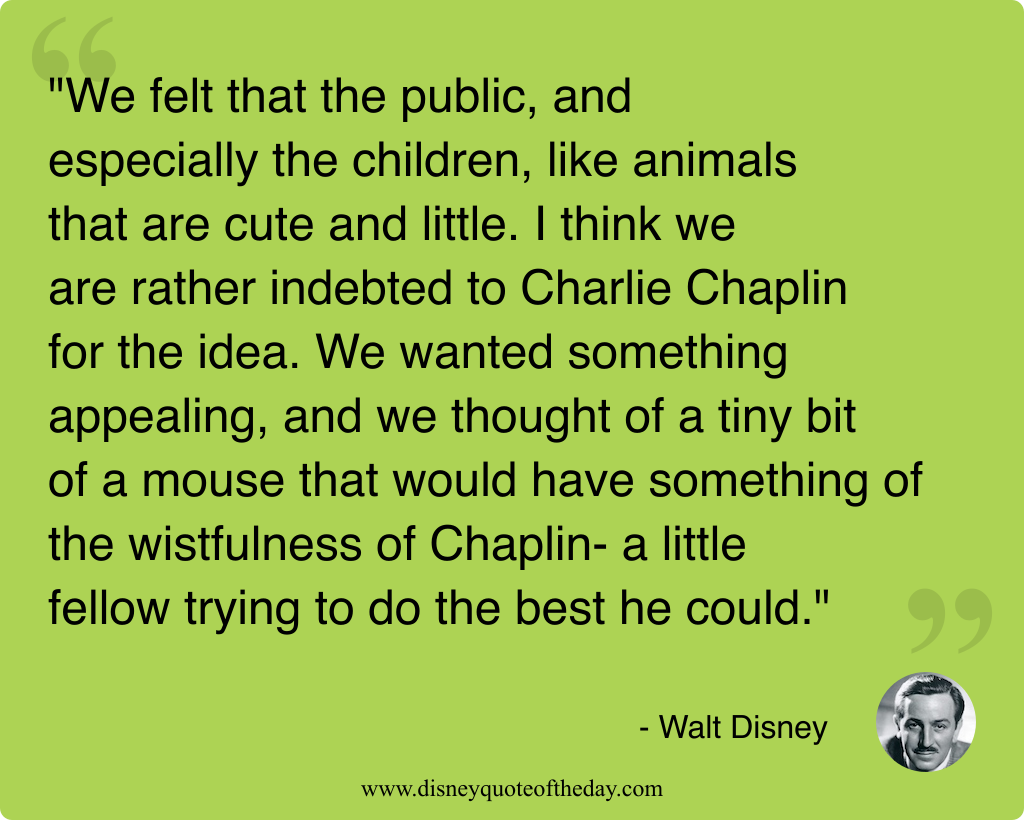 "We felt that the public, and
especially the children, like animals
that are cute and little. I think we
are rather indebted to Charlie Chaplin
for the idea. We wanted something
appealing, and we thought of a tiny bit
of a mouse that would have something of
the wistfulness of Chaplin- a little
fellow trying to do the best he could."
- Walt Disney
www.disneyquoteoftheday.com